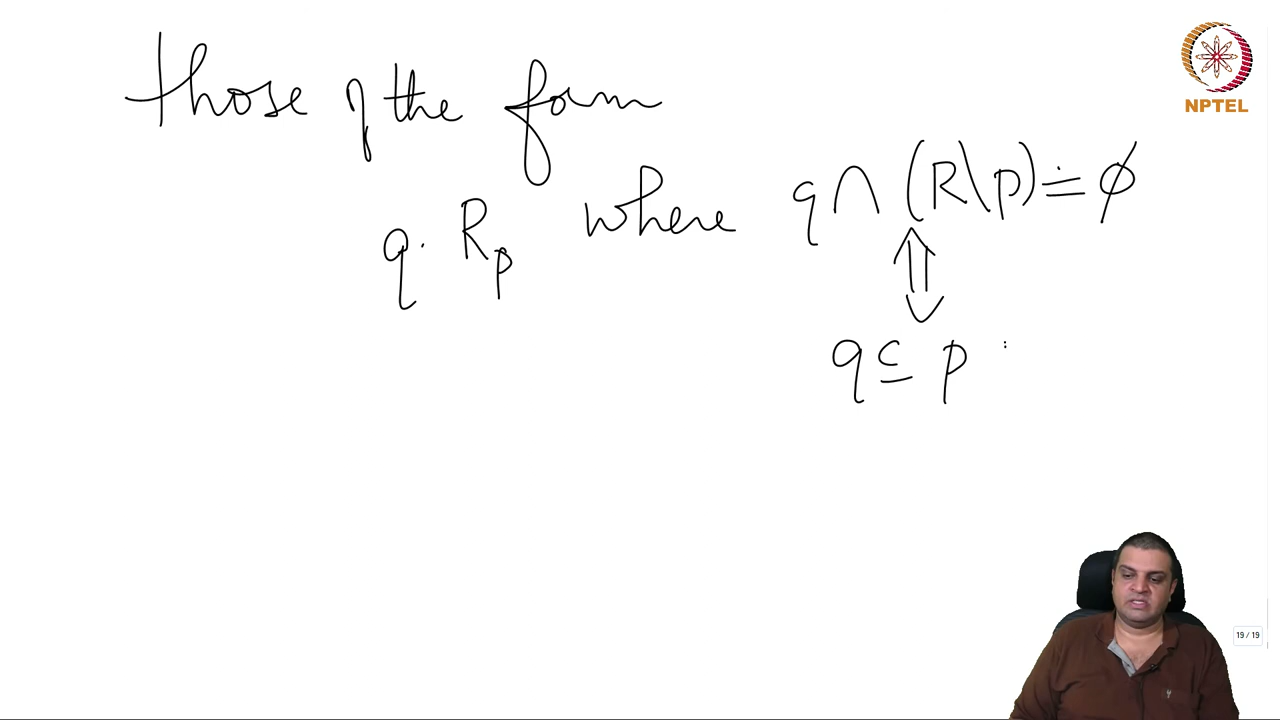 NPTEL
those of the form
q. R_p where q ∩ (R\p) ≐ ∅
⇕
q ⊆ p :
19 / 19